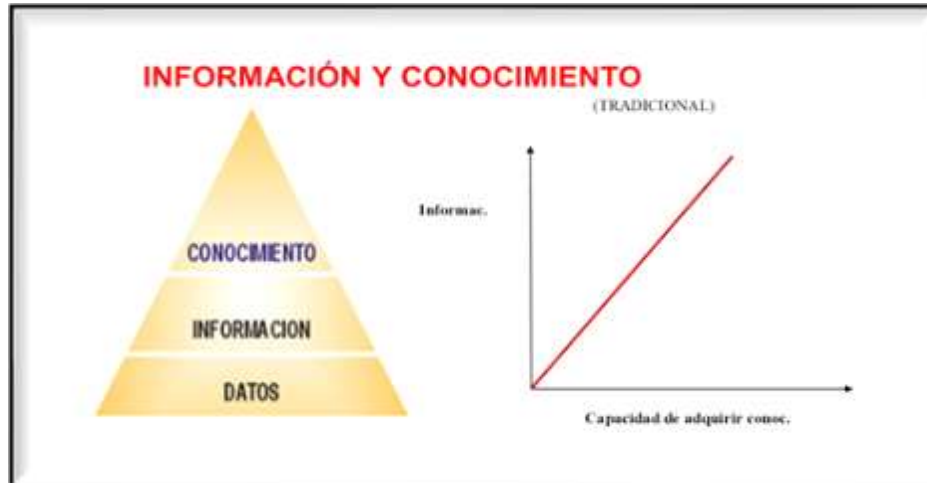 INFORMACIÓN Y CONOCIMIENTO
(TRADICIONAL)
CONOCIMIENTO
INFORMACION
DATOS
Informac.
Capacidad de adquirir conoc.